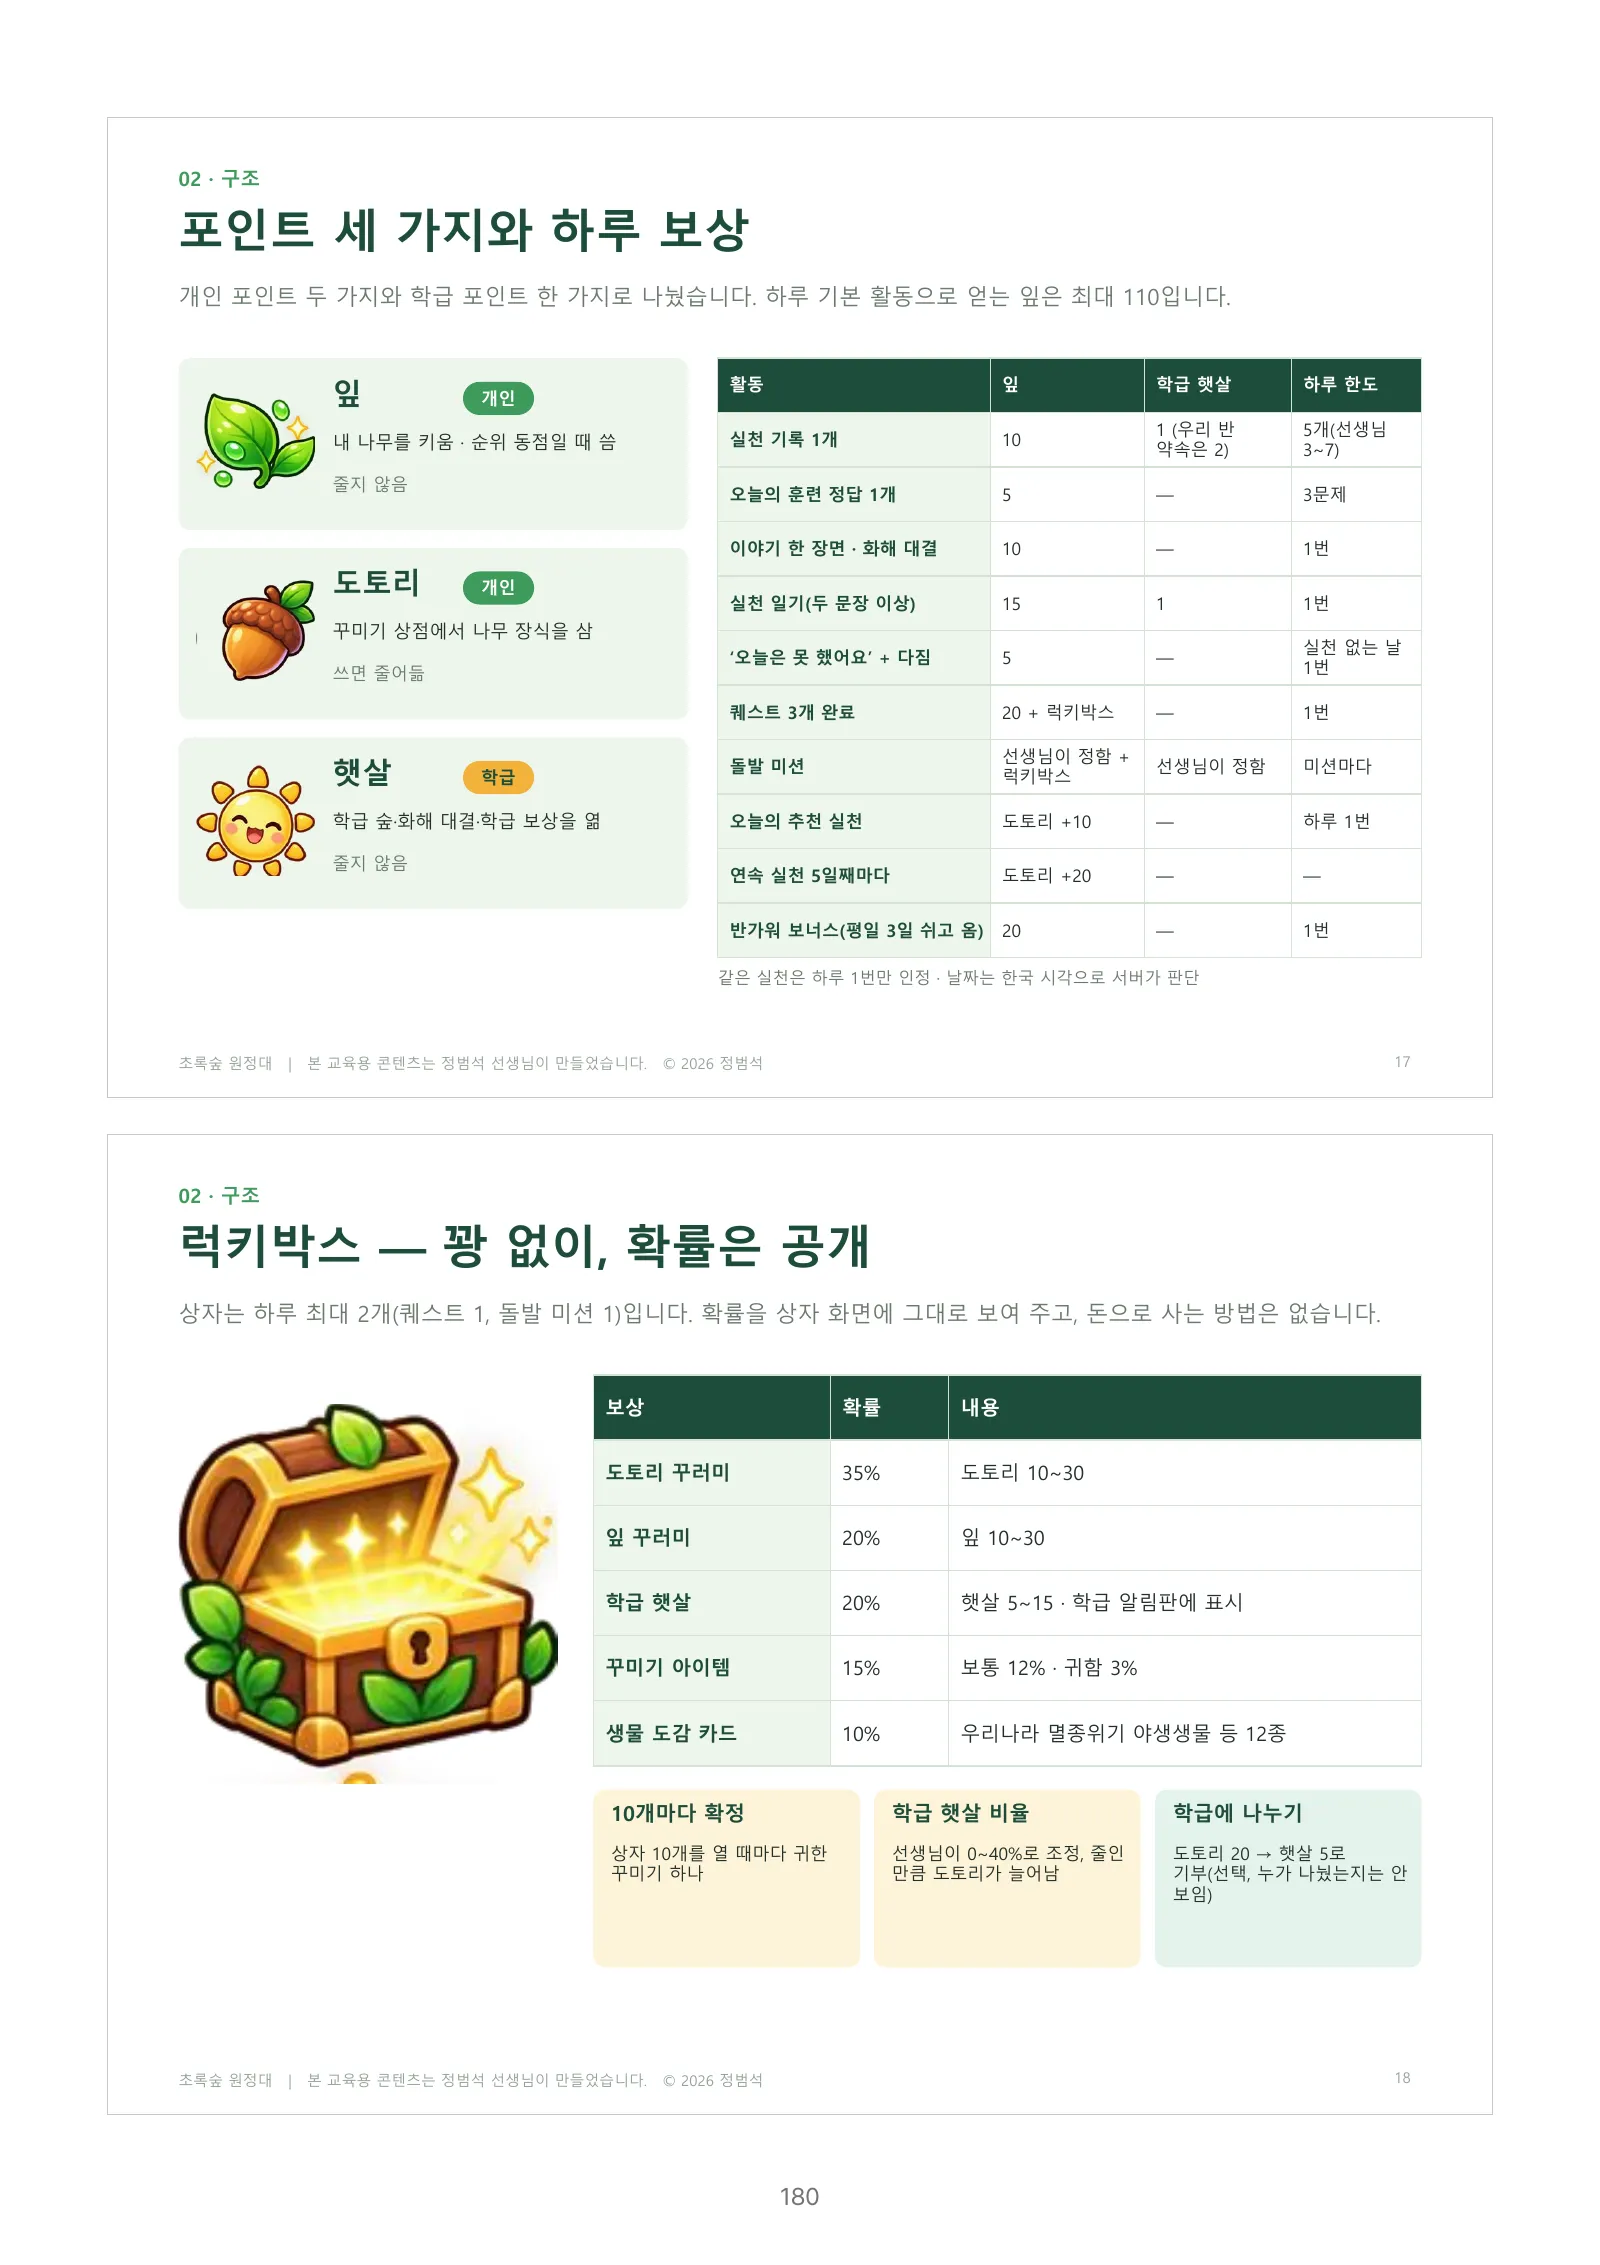 02 · 구조
포인트 세 가지와 하루 보상
개인 포인트 두 가지와 학급 포인트 한 가지로 나눴습니다. 하루 기본 활동으로 얻는 잎은 최대 110입니다.
잎 개인
내 나무를 키움 · 순위 동점일 때 씀
줄지 않음
도토리 개인
꾸미기 상점에서 나무 장식을 삼
쓰면 줄어듦
햇살 학급
학급 숲·화해 대결·학급 보상을 엶
줄지 않음
활동 잎 학급 햇살 하루 한도
실천 기록 1개 10 1 (우리 반 약속은 2) 5개(선생님 3~7)
오늘의 훈련 정답 1개 5 — 3문제
이야기 한 장면 · 화해 대결 10 — 1번
실천 일기(두 문장 이상) 15 1 1번
‘오늘은 못 했어요’ + 다짐 5 — 실천 없는 날 1번
퀘스트 3개 완료 20 + 럭키박스 — 1번
돌발 미션 선생님이 정함 + 럭키박스 선생님이 정함 미션마다
오늘의 추천 실천 도토리 +10 — 하루 1번
연속 실천 5일째마다 도토리 +20 — —
반가워 보너스(평일 3일 쉬고 옴) 20 — 1번
같은 실천은 하루 1번만 인정 · 날짜는 한국 시각으로 서버가 판단
초록숲 원정대 | 본 교육용 콘텐츠는 정범석 선생님이 만들었습니다. © 2026 정범석 17
02 · 구조
럭키박스 — 꽝 없이, 확률은 공개
상자는 하루 최대 2개(퀘스트 1, 돌발 미션 1)입니다. 확률을 상자 화면에 그대로 보여 주고, 돈으로 사는 방법은 없습니다.
보상 확률 내용
도토리 꾸러미 35% 도토리 10~30
잎 꾸러미 20% 잎 10~30
학급 햇살 20% 햇살 5~15 · 학급 알림판에 표시
꾸미기 아이템 15% 보통 12% · 귀함 3%
생물 도감 카드 10% 우리나라 멸종위기 야생생물 등 12종
10개마다 확정
상자 10개를 열 때마다 귀한
꾸미기 하나
학급 햇살 비율
선생님이 0~40%로 조정, 줄인
만큼 도토리가 늘어남
학급에 나누기
도토리 20 → 햇살 5로
기부(선택, 누가 나눴는지는 안
보임)
초록숲 원정대 | 본 교육용 콘텐츠는 정범석 선생님이 만들었습니다. © 2026 정범석 18
180